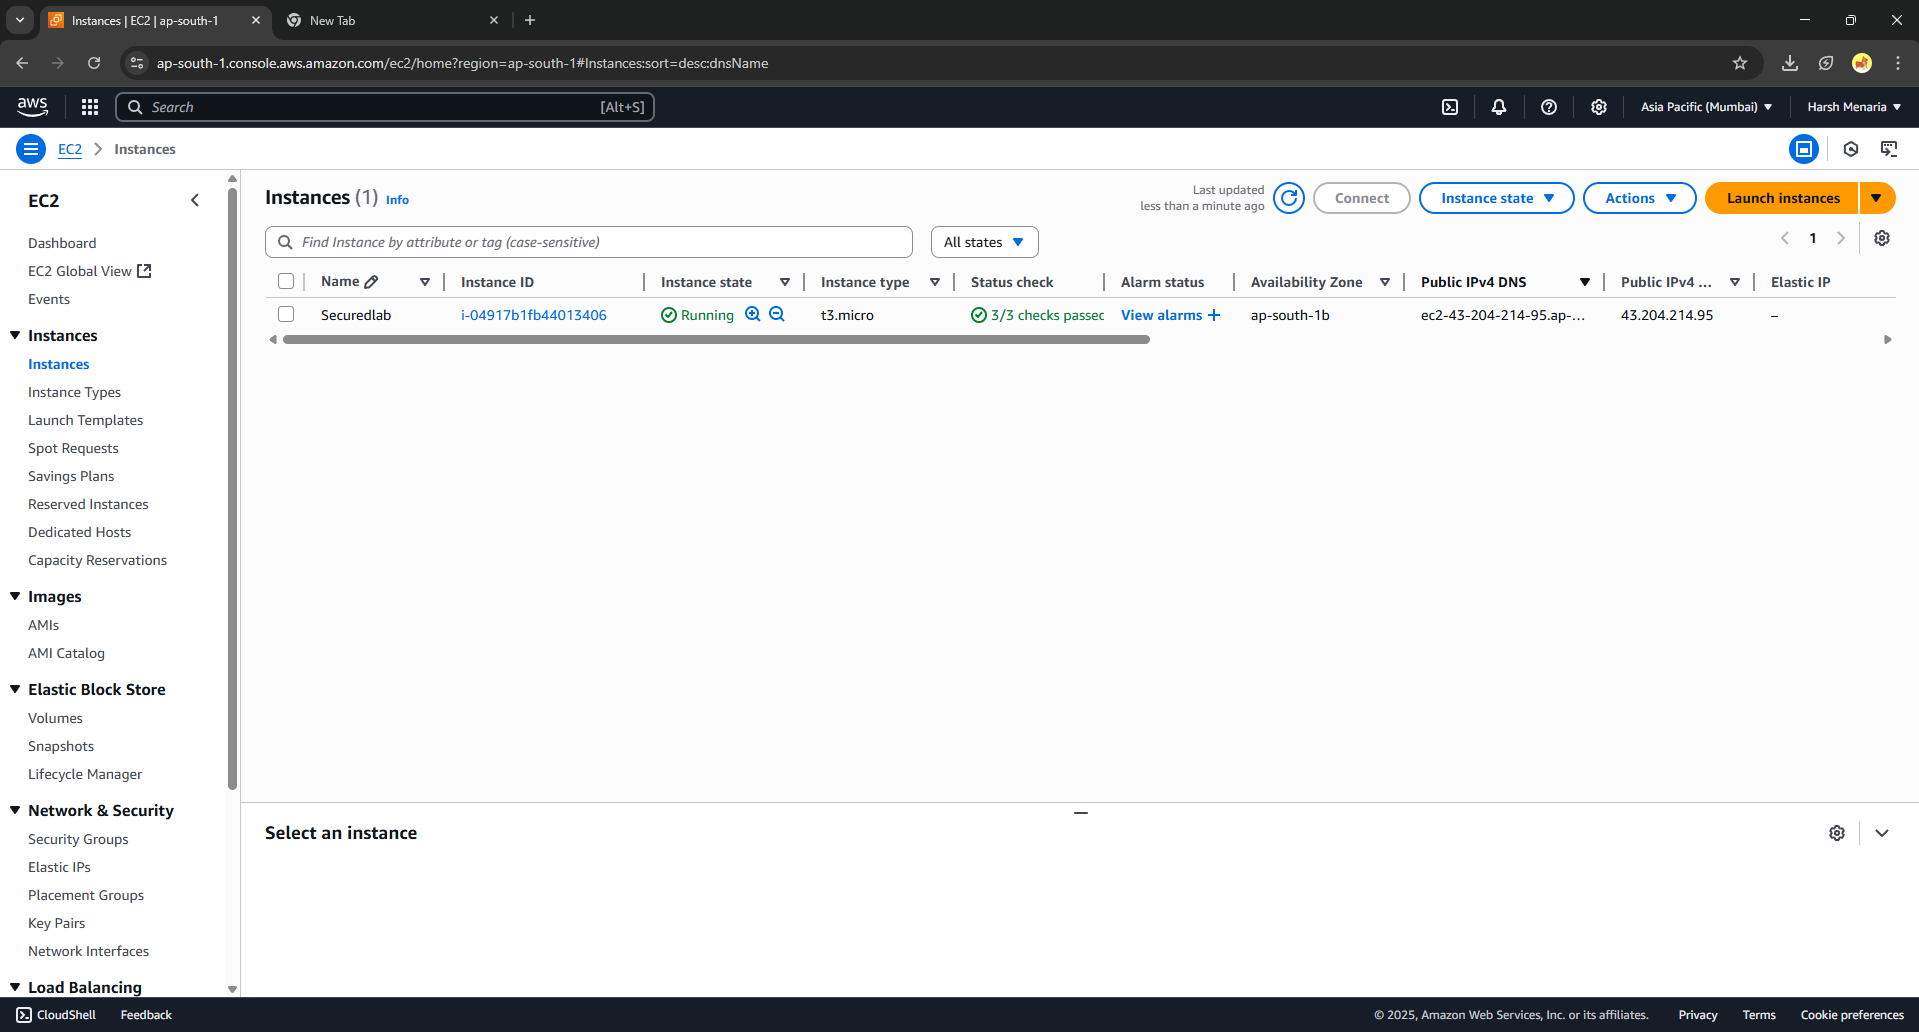 Instances | EC2 | ap-south-1
New Tab
ap-south-1.console.aws.amazon.com/ec2/home?region=ap-south-1#Instances:sort=desc:dnsName
aws
Search
[Alt+S]
Asia Pacific (Mumbai)
Harsh Menaria
EC2 > Instances
EC2
Dashboard
EC2 Global View
Events
Instances
Instances
Instance Types
Launch Templates
Spot Requests
Savings Plans
Reserved Instances
Dedicated Hosts
Capacity Reservations
Images
AMIs
AMI Catalog
Elastic Block Store
Volumes
Snapshots
Lifecycle Manager
Network & Security
Security Groups
Elastic IPs
Placement Groups
Key Pairs
Network Interfaces
Load Balancing
Instances (1) Info
Last updated
less than a minute ago
Connect
Instance state
Actions
Launch instances
Find Instance by attribute or tag (case-sensitive)
All states
1
Name Instance ID Instance state Instance type Status check Alarm status Availability Zone Public IPv4 DNS Public IPv4 ... Elastic IP
Securedlab i-04917b1fb44013406 Running t3.micro 3/3 checks passec View alarms + ap-south-1b ec2-43-204-214-95.ap-... 43.204.214.95 –
Select an instance
CloudShell Feedback
© 2025, Amazon Web Services, Inc. or its affiliates. Privacy Terms Cookie preferences